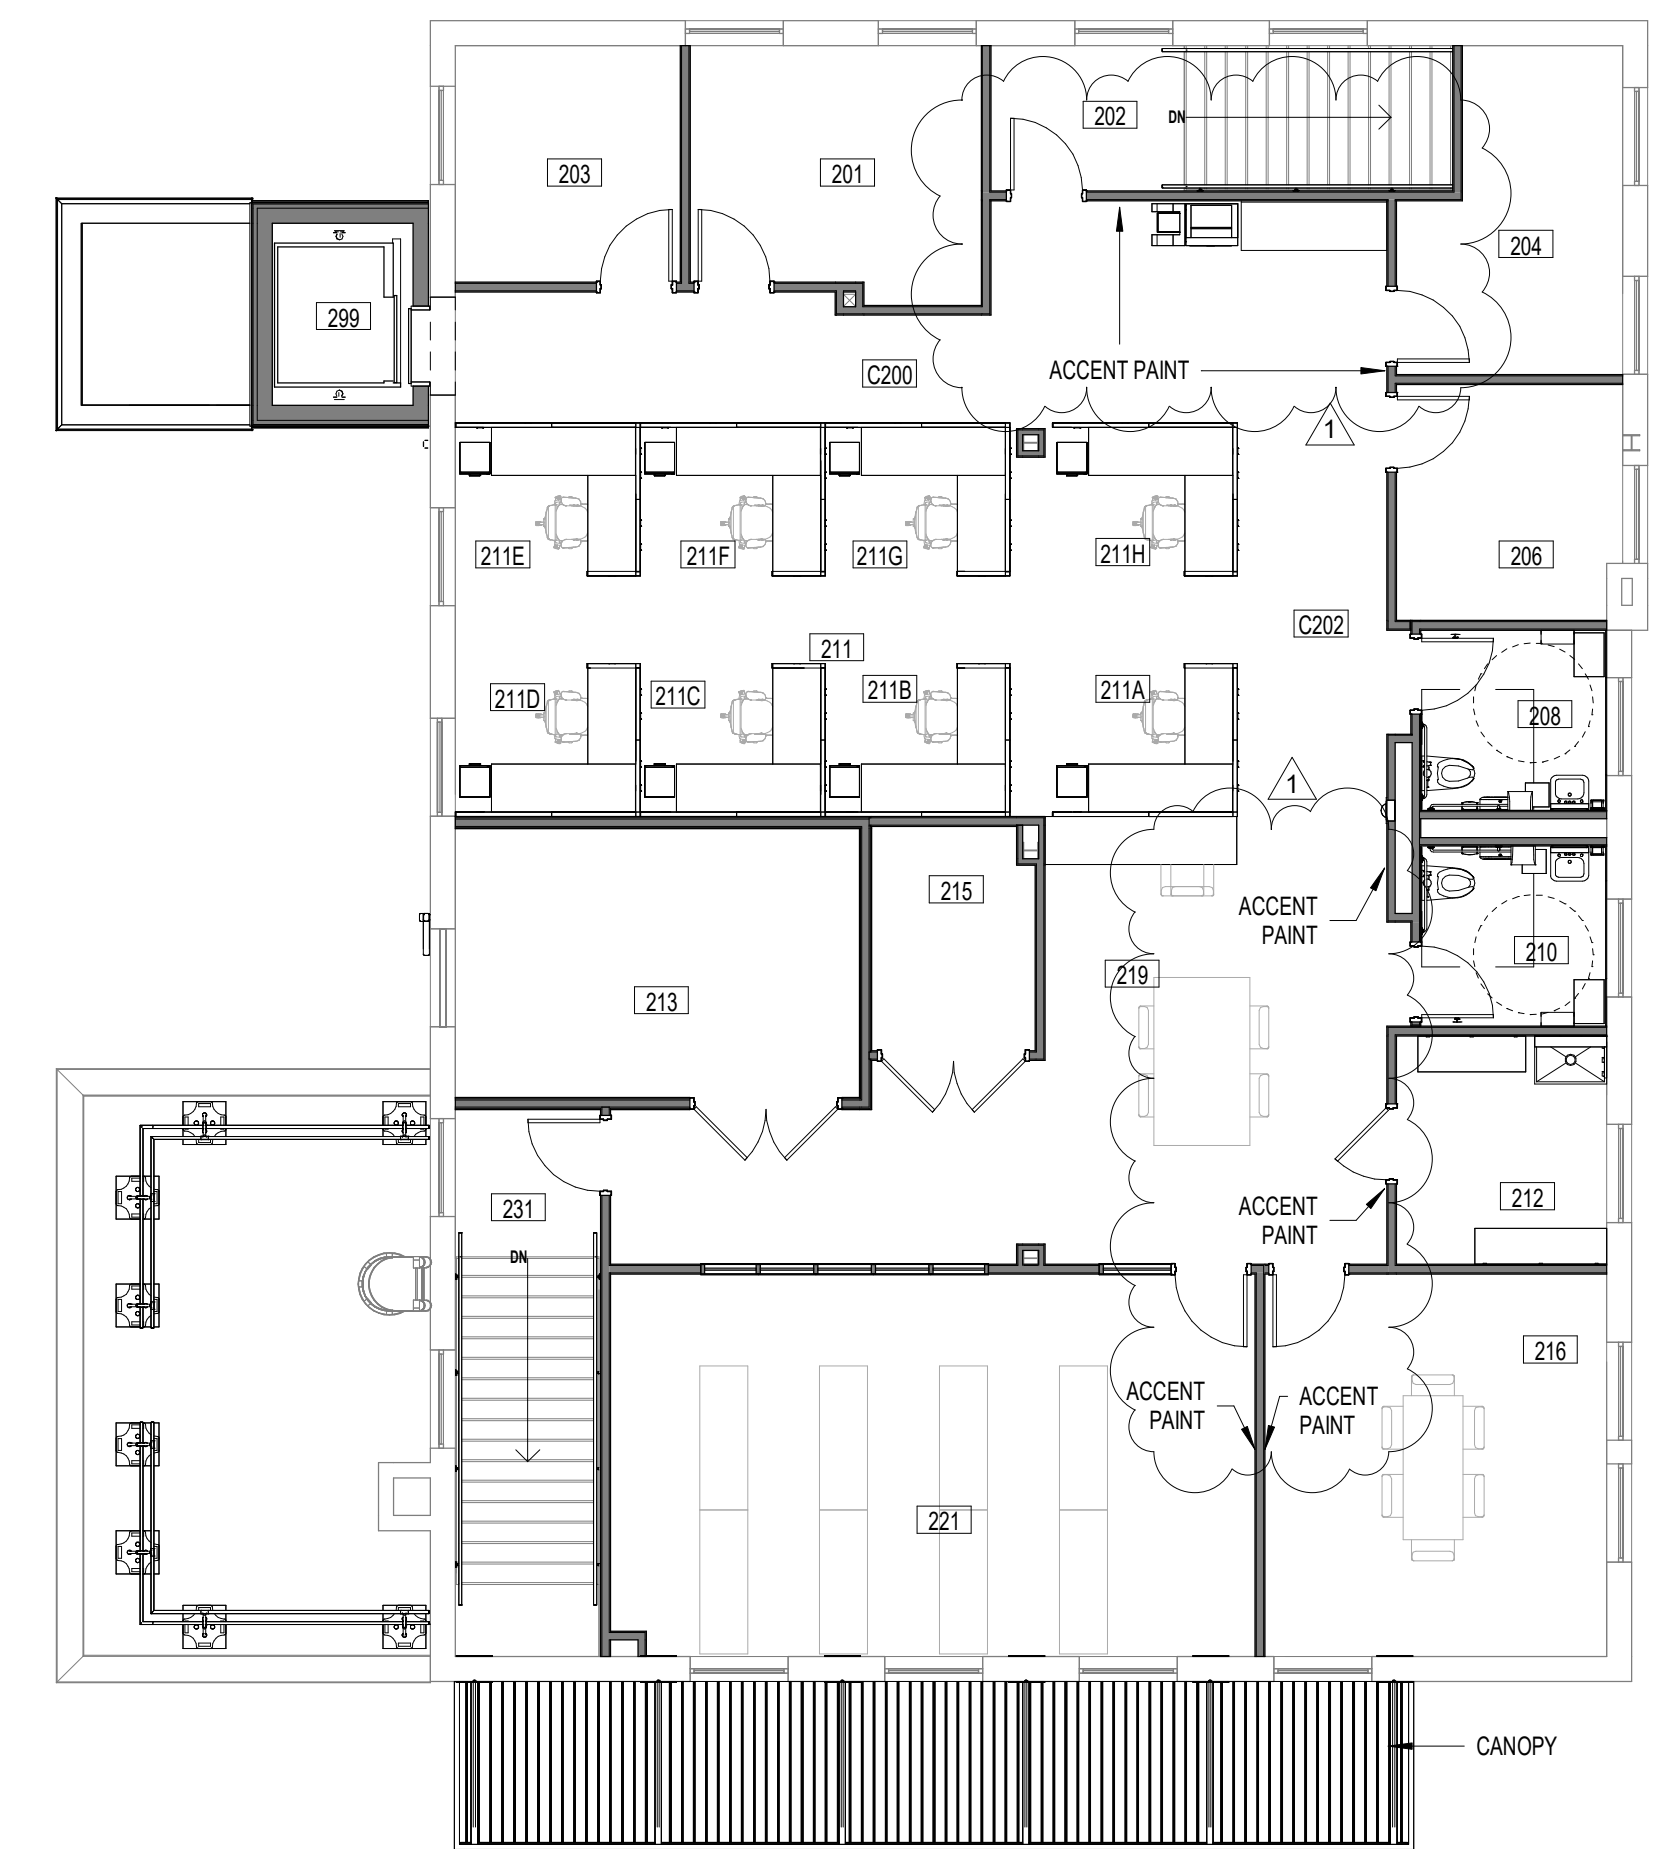 202
DN
203
201
204
299
ACCENT PAINT
C200
1
211E
211F
211G
211H
206
C202
211
211D
211C
211B
211A
208
1
215
ACCENT
PAINT
210
219
213
212
231
ACCENT
PAINT
DN
216
ACCENT
PAINT
ACCENT
PAINT
221
CANOPY